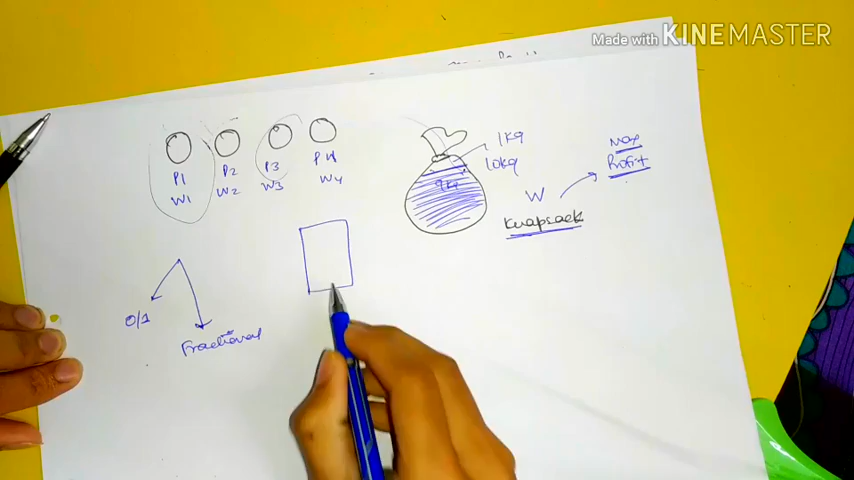 Made with KINEMASTER
P1 P2 P3 P4
W1 W2 W3 W4
1kg
10kg
9kg
W
Knapsack
Max
Profit
0/1
Fractional